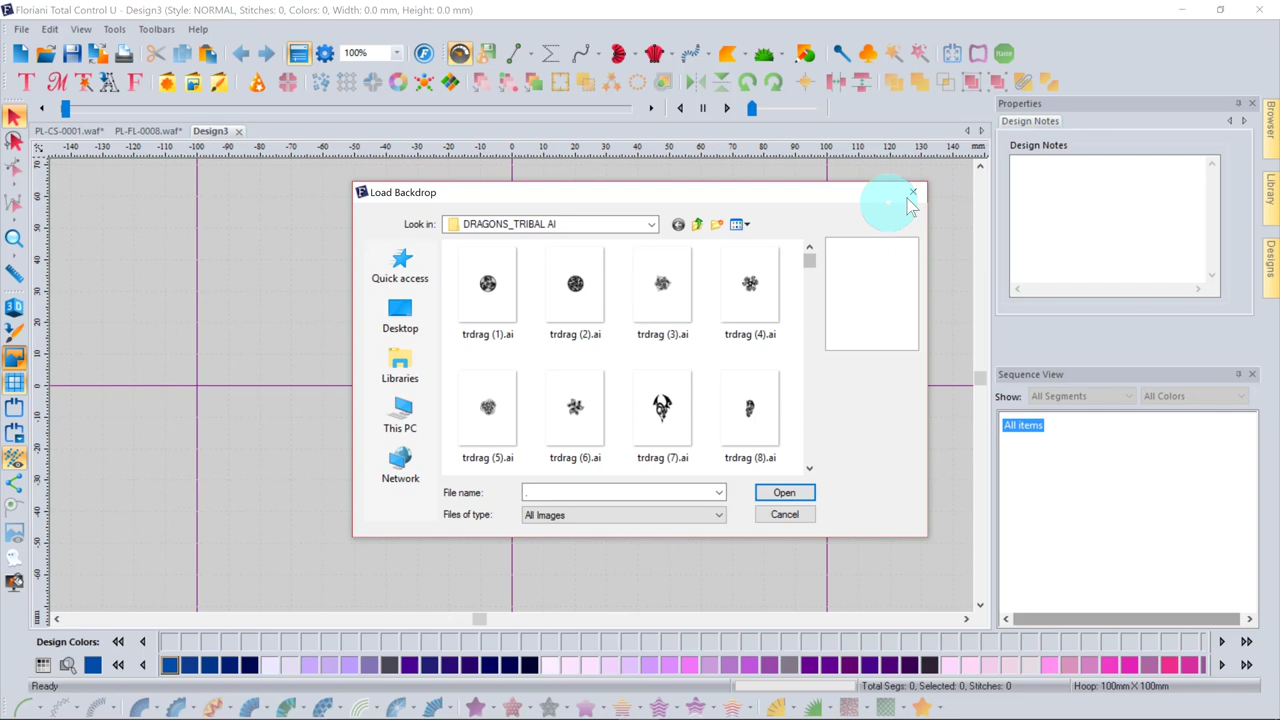 Floriani Total Control U - Design3 (Style: NORMAL, Stitches: 0, Colors: 0, Width: 0.0 mm, Height: 0.0 mm)
File Edit View Tools Toolbars Help
100%
PL-CS-0001.waf* PL-FL-0008.waf* Design3
-140 -130 -120 -110 -100 -90 -80 -70 -60 -50 -40 -30 -20 -10 0 10 20 30 40 50 60 70 80 90 100 110 120 130 mm
Properties
Design Notes
Design Notes
Browser
Library
Designs
Load Backdrop
Look in: DRAGONS_TRIBAL AI
Quick access
Desktop
Libraries
This PC
Network
trdrag (1).ai trdrag (2).ai trdrag (3).ai trdrag (4).ai
trdrag (5).ai trdrag (6).ai trdrag (7).ai trdrag (8).ai
File name: .
Open
Files of type: All Images
Cancel
Sequence View
Show: All Segments All Colors
All items
Design Colors:
Ready
Total Segs: 0, Selected: 0, Stitches: 0
Hoop: 100mm X 100mm